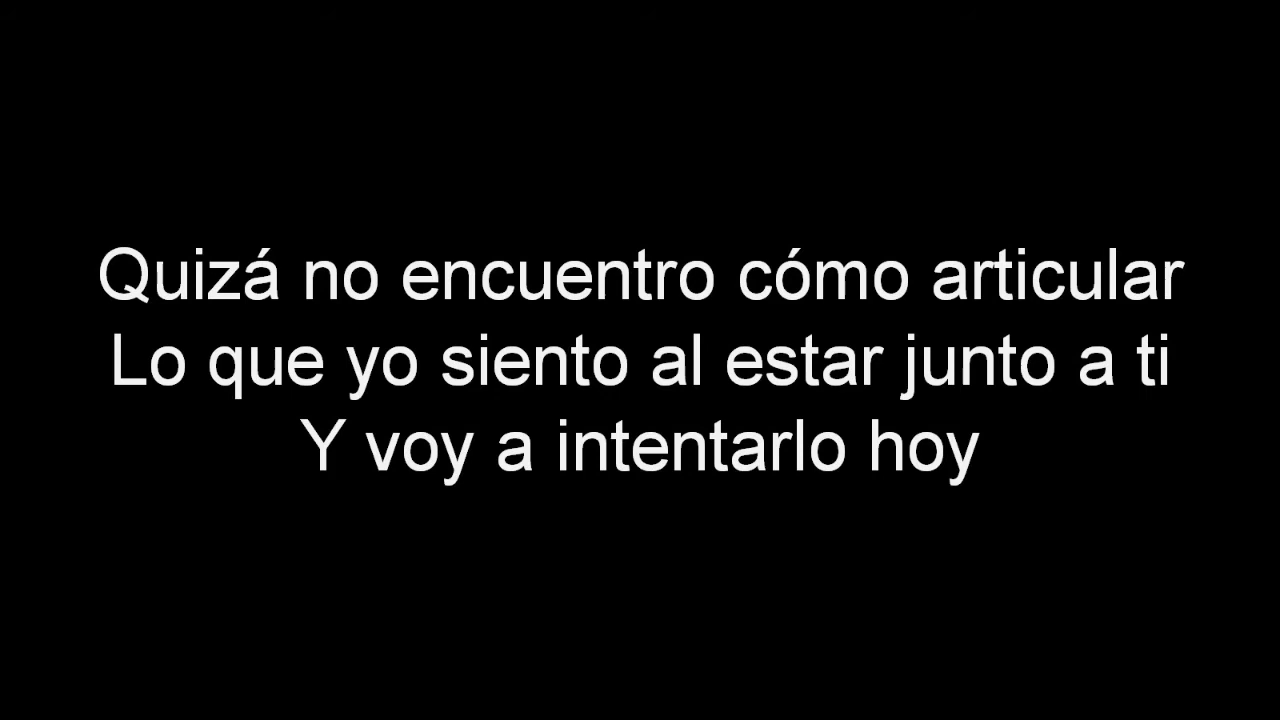 Quizá no encuentro cómo articular
Lo que yo siento al estar junto a ti
Y voy a intentarlo hoy